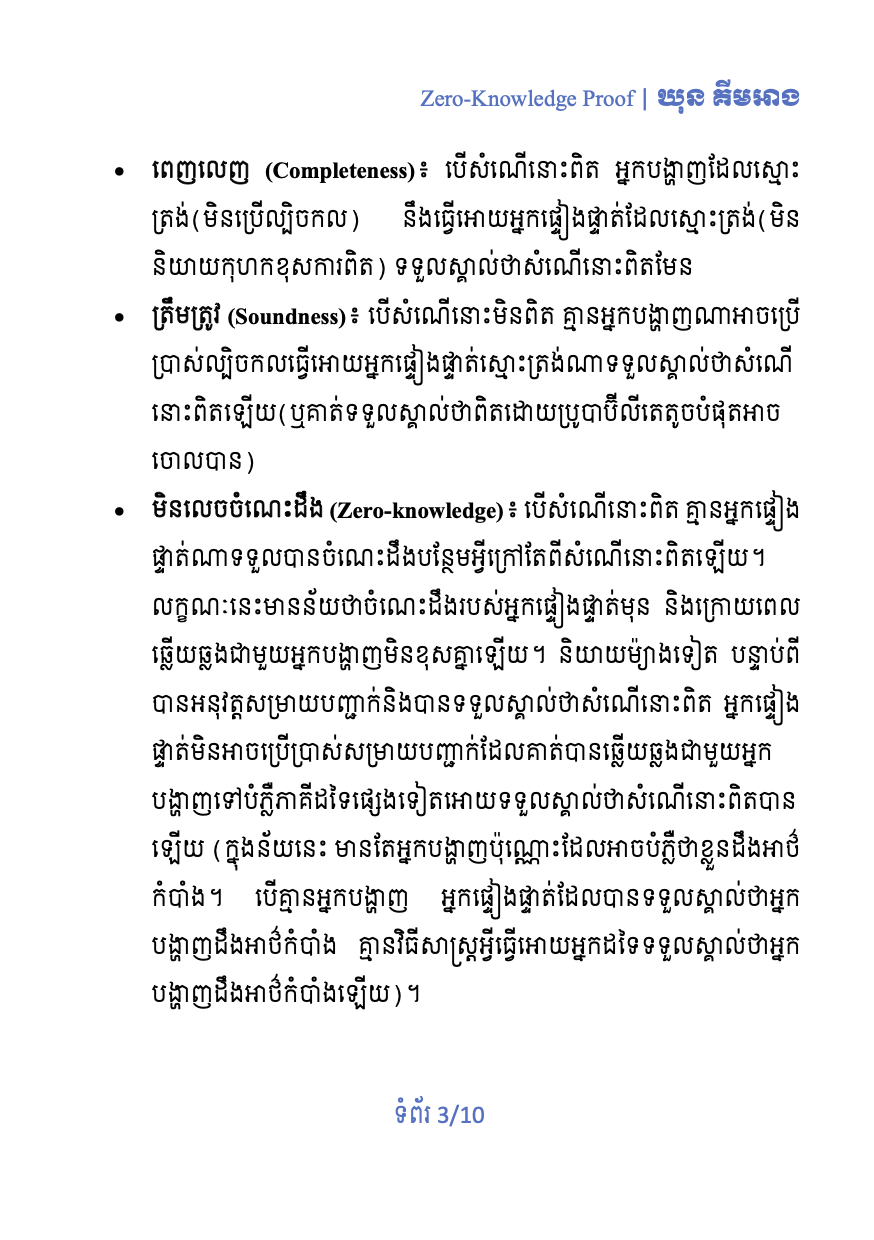 Zero-Knowledge Proof | ឃុន គីមអាង
• ពេញលេញ (Completeness)៖ បើសំណើនោះពិត អ្នកបង្ហាញដែលស្មោះ
ត្រង់(មិនប្រើល្បិចកល) នឹងធ្វើអោយអ្នកផ្ទៀងផ្ទាត់ដែលស្មោះត្រង់(មិន
និយាយកុហកខុសការពិត) ទទួលស្គាល់ថាសំណើនោះពិតមែន
• ត្រឹមត្រូវ (Soundness)៖ បើសំណើនោះមិនពិត គ្មានអ្នកបង្ហាញណាអាចប្រើ
ប្រាស់ល្បិចកលធ្វើអោយអ្នកផ្ទៀងផ្ទាត់ស្មោះត្រង់ណាទទួលស្គាល់ថាសំណើ
នោះពិតឡើយ(ឬគាត់ទទួលស្គាល់ថាពិតដោយប្រូបាប៊ីលីតេតូចបំផុតអាច
ចោលបាន)
• មិនលេចចំណេះដឹង (Zero-knowledge)៖ បើសំណើនោះពិត គ្មានអ្នកផ្ទៀង
ផ្ទាត់ណាទទួលបានចំណេះដឹងបន្ថែមអ្វីក្រៅតែពីសំណើនោះពិតឡើយ។
លក្ខណៈនេះមានន័យថាចំណេះដឹងរបស់អ្នកផ្ទៀងផ្ទាត់មុន និងក្រោយពេល
ឆ្លើយឆ្លងជាមួយអ្នកបង្ហាញមិនខុសគ្នាឡើយ។ និយាយម៉្យាងទៀត បន្ទាប់ពី
បានអនុវត្តសម្រាយបញ្ជាក់និងបានទទួលស្គាល់ថាសំណើនោះពិត អ្នកផ្ទៀង
ផ្ទាត់មិនអាចប្រើប្រាស់សម្រាយបញ្ជាក់ដែលគាត់បានឆ្លើយឆ្លងជាមួយអ្នក
បង្ហាញទៅបំភ្លឺភាគីដទៃផ្សេងទៀតអោយទទួលស្គាល់ថាសំណើនោះពិតបាន
ឡើយ (ក្នុងន័យនេះ មានតែអ្នកបង្ហាញប៉ុណ្ណោះដែលអាចបំភ្លឺថាខ្លួនដឹងអាថ៌
កំបាំង។ បើគ្មានអ្នកបង្ហាញ អ្នកផ្ទៀងផ្ទាត់ដែលបានទទួលស្គាល់ថាអ្នក
បង្ហាញដឹងអាថ៌កំបាំង គ្មានវិធីសាស្ត្រអ្វីធ្វើអោយអ្នកដទៃទទួលស្គាល់ថាអ្នក
បង្ហាញដឹងអាថ៌កំបាំងឡើយ)។
ទំព័រ 3/10